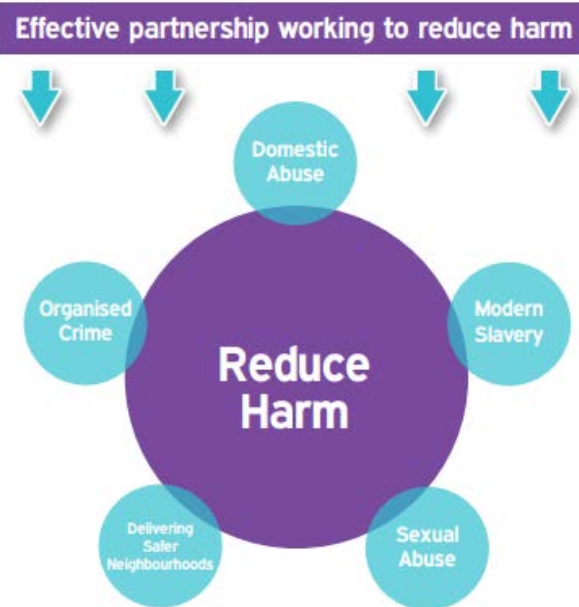 Effective partnership working to reduce harm
Domestic
Abuse
Organised
Crime
Modern
Slavery
Reduce
Harm
Delivering
Safer
Neighbourhoods
Sexual
Abuse